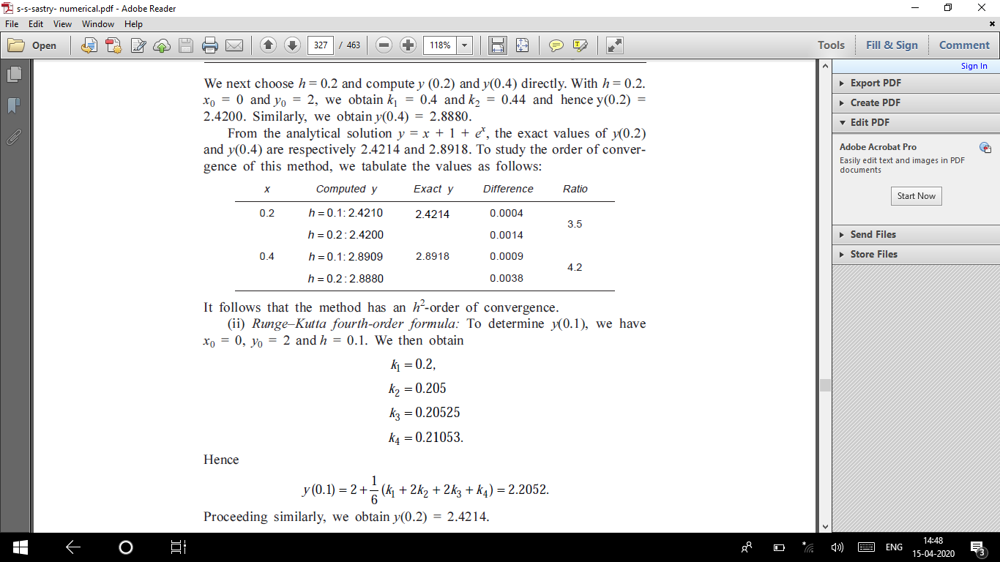 s-s-sastry- numerical.pdf - Adobe Reader
File Edit View Window Help
Open 327 / 463 118% Tools Fill & Sign Comment
Sign In
Export PDF
Create PDF
Edit PDF
Adobe Acrobat Pro
Easily edit text and images in PDF
documents
Start Now
Send Files
Store Files
We next choose h = 0.2 and compute y (0.2) and y(0.4) directly. With h = 0.2.
x₀ = 0 and y₀ = 2, we obtain k₁ = 0.4 and k₂ = 0.44 and hence y(0.2) =
2.4200. Similarly, we obtain y(0.4) = 2.8880.
From the analytical solution y = x + 1 + eˣ, the exact values of y(0.2)
and y(0.4) are respectively 2.4214 and 2.8918. To study the order of conver-
gence of this method, we tabulate the values as follows:
x Computed y Exact y Difference Ratio
0.2 h = 0.1: 2.4210 2.4214 0.0004
3.5
h = 0.2 : 2.4200 0.0014
0.4 h = 0.1: 2.8909 2.8918 0.0009
4.2
h = 0.2 : 2.8880 0.0038
It follows that the method has an h²-order of convergence.
(ii) Runge–Kutta fourth-order formula: To determine y(0.1), we have
x₀ = 0, y₀ = 2 and h = 0.1. We then obtain
k₁ = 0.2,
k₂ = 0.205
k₃ = 0.20525
k₄ = 0.21053.
Hence
y(0.1) = 2 + 1/6 (k₁ + 2k₂ + 2k₃ + k₄) = 2.2052.
Proceeding similarly, we obtain y(0.2) = 2.4214.
ENG
14:48
15-04-2020
3